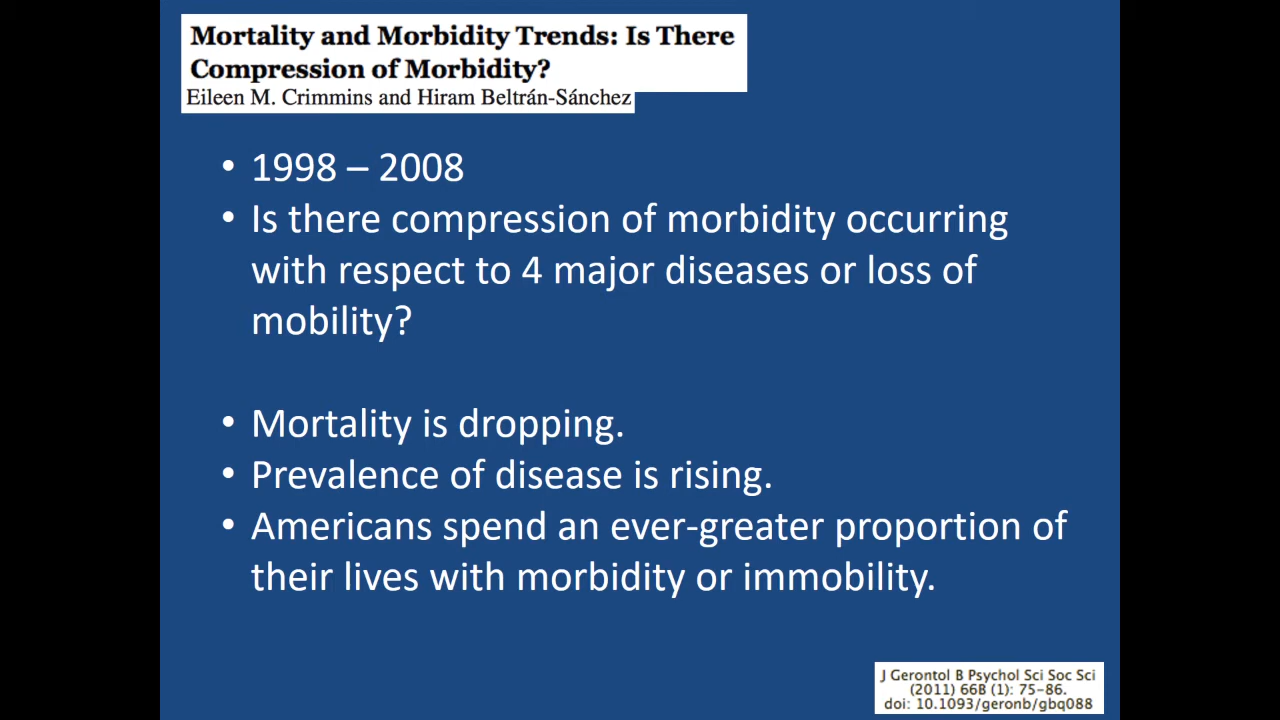 Mortality and Morbidity Trends: Is There
Compression of Morbidity?
Eileen M. Crimmins and Hiram Beltrán-Sánchez
• 1998 – 2008
• Is there compression of morbidity occurring
with respect to 4 major diseases or loss of
mobility?
• Mortality is dropping.
• Prevalence of disease is rising.
• Americans spend an ever-greater proportion of
their lives with morbidity or immobility.
J Gerontol B Psychol Sci Soc Sci
(2011) 66B (1): 75-86.
doi: 10.1093/geronb/gbq088